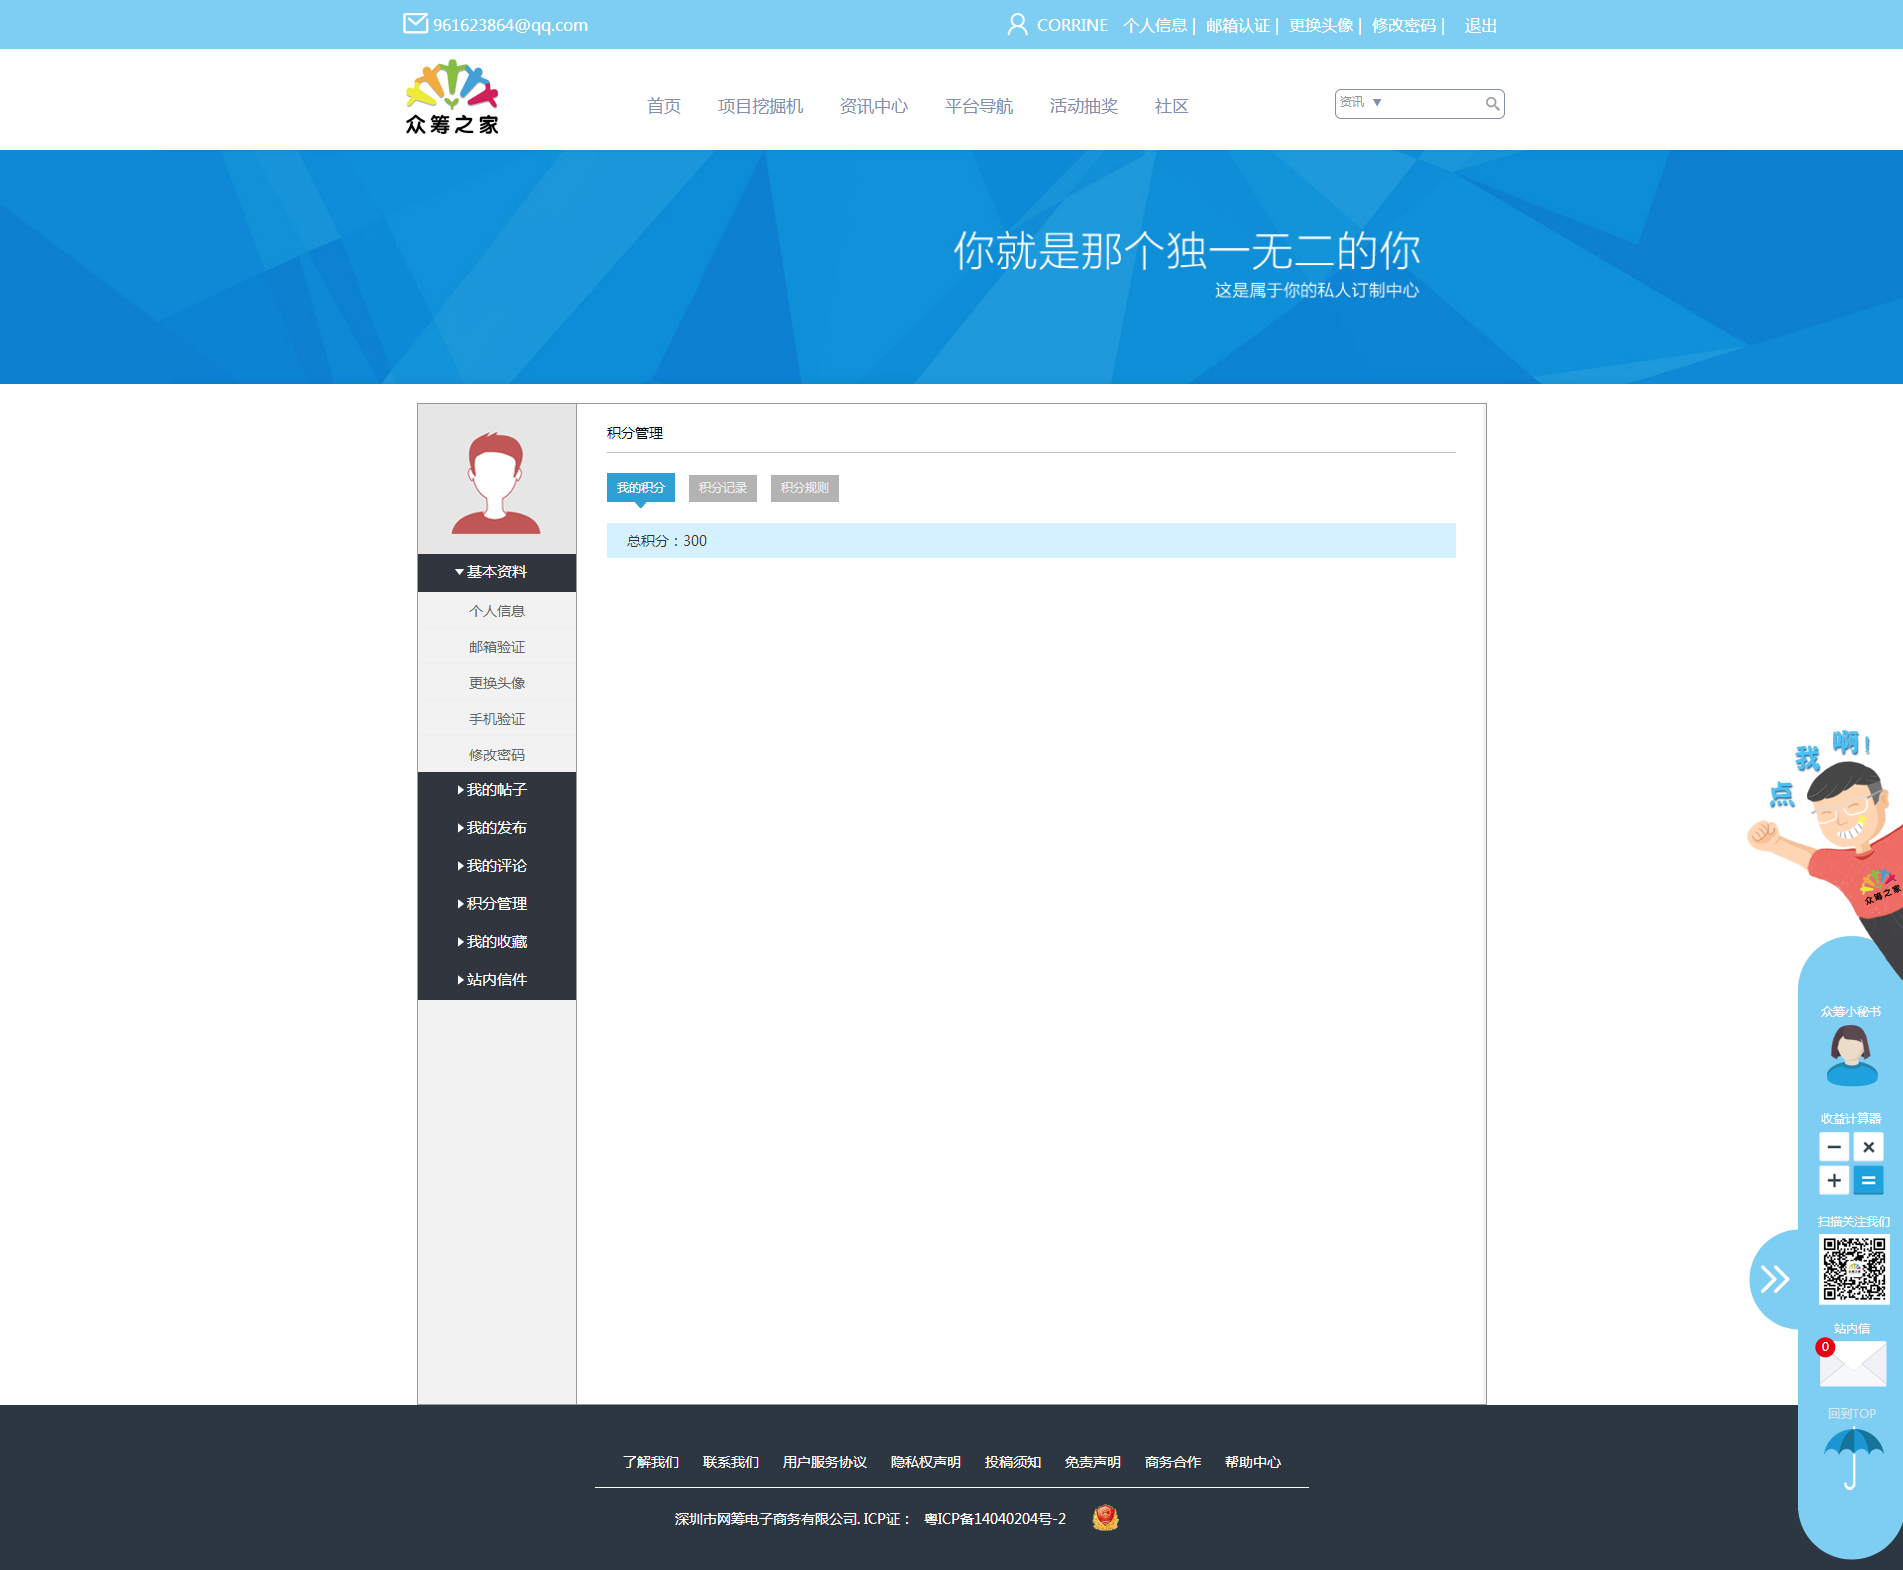 961623864@qq.com
CORRINE 个人信息 | 邮箱认证 | 更换头像 | 修改密码 | 退出
众筹之家
首页 项目挖掘机 资讯中心 平台导航 活动抽奖 社区
资讯
你就是那个独一无二的你
这是属于你的私人订制中心
积分管理
我的积分 积分记录 积分规则
总积分：300
基本资料
个人信息
邮箱验证
更换头像
手机验证
修改密码
我的帖子
我的发布
我的评论
积分管理
我的收藏
站内信件
点我啊!
众筹之家
众筹小秘书
收益计算器
− ×
+ =
扫描关注我们
站内信
0
回到TOP
了解我们 联系我们 用户服务协议 隐私权声明 投稿须知 免责声明 商务合作 帮助中心
深圳市网筹电子商务有限公司. ICP证： 粤ICP备14040204号-2